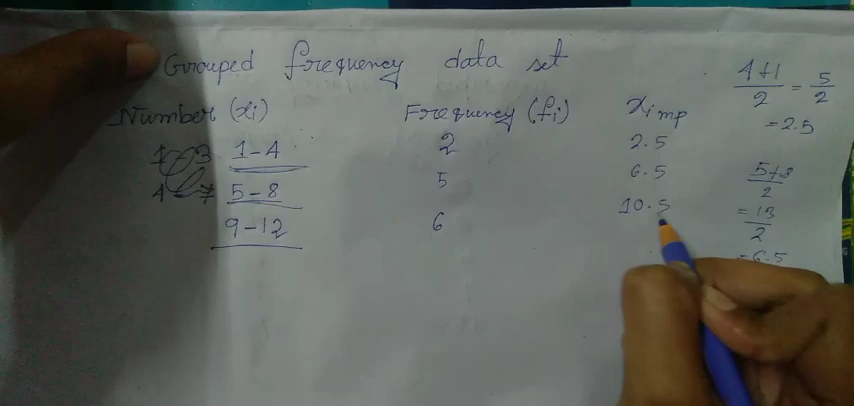 Grouped frequency data set
Number (xi) Frequency (fi) xi mp
1-4 2 2.5
5-8 5 6.5
9-12 6 10.5
4+1/2 = 5/2
= 2.5
5+8/2
= 13/2
= 6.5